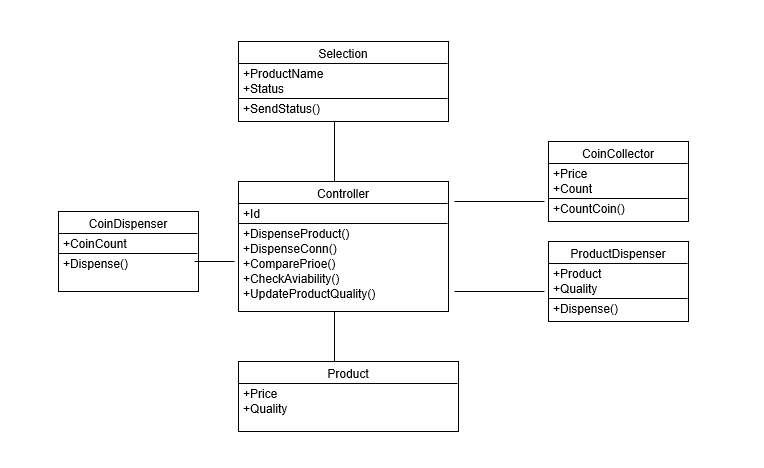 Selection
+ProductName
+Status
+SendStatus()
CoinCollector
+Price
+Count
+CountCoin()
Controller
+Id
+DispenseProduct()
+DispenseConn()
+ComparePrioe()
+CheckAviability()
+UpdateProductQuality()
CoinDispenser
+CoinCount
+Dispense()
ProductDispenser
+Product
+Quality
+Dispense()
Product
+Price
+Quality